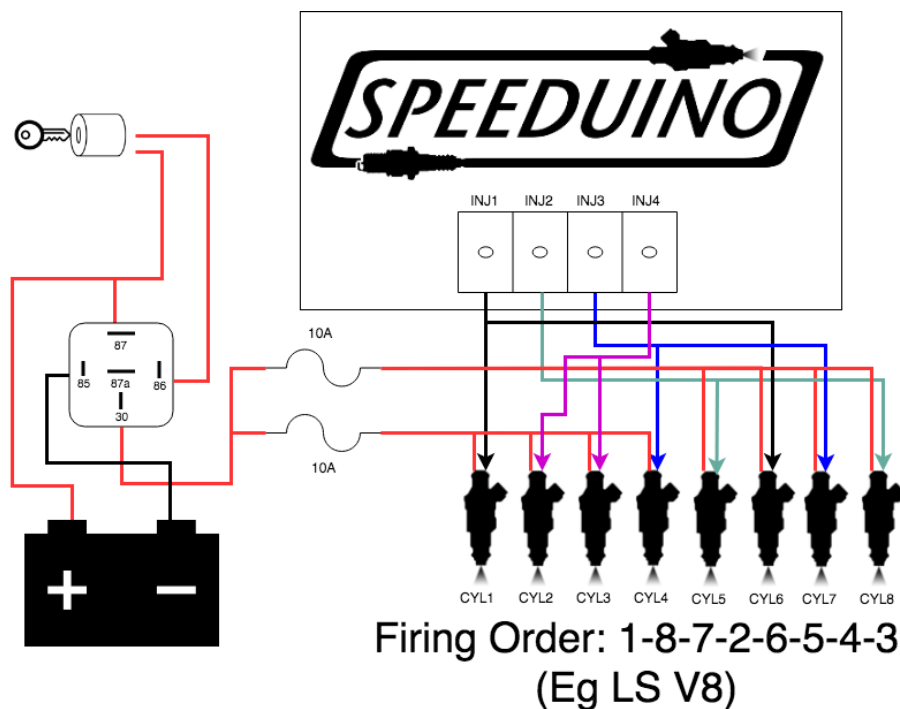 SPEEDUINO
INJ1 INJ2 INJ3 INJ4
10A
87
85 87a 86
30
10A
CYL1 CYL2 CYL3 CYL4 CYL5 CYL6 CYL7 CYL8
Firing Order: 1-8-7-2-6-5-4-3
(Eg LS V8)